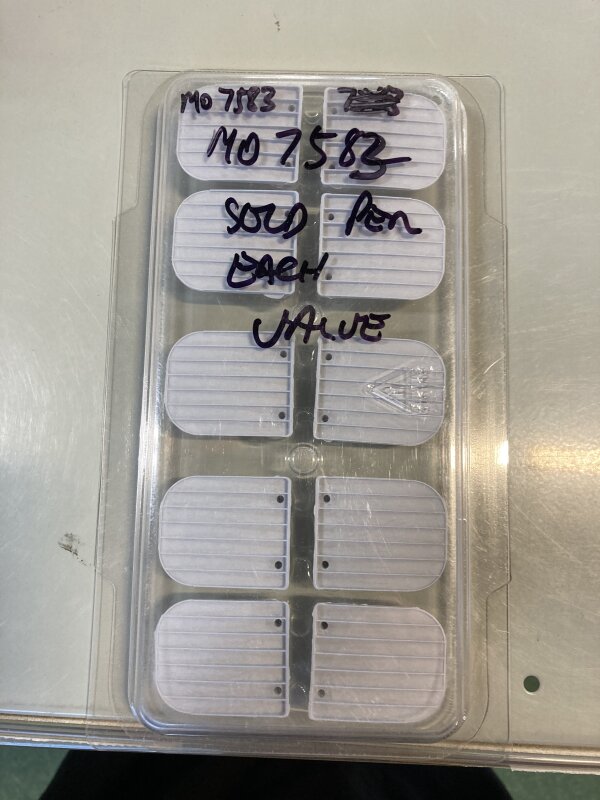 MO 7583
MO 7583
SOLD PER
EACH
VALUE